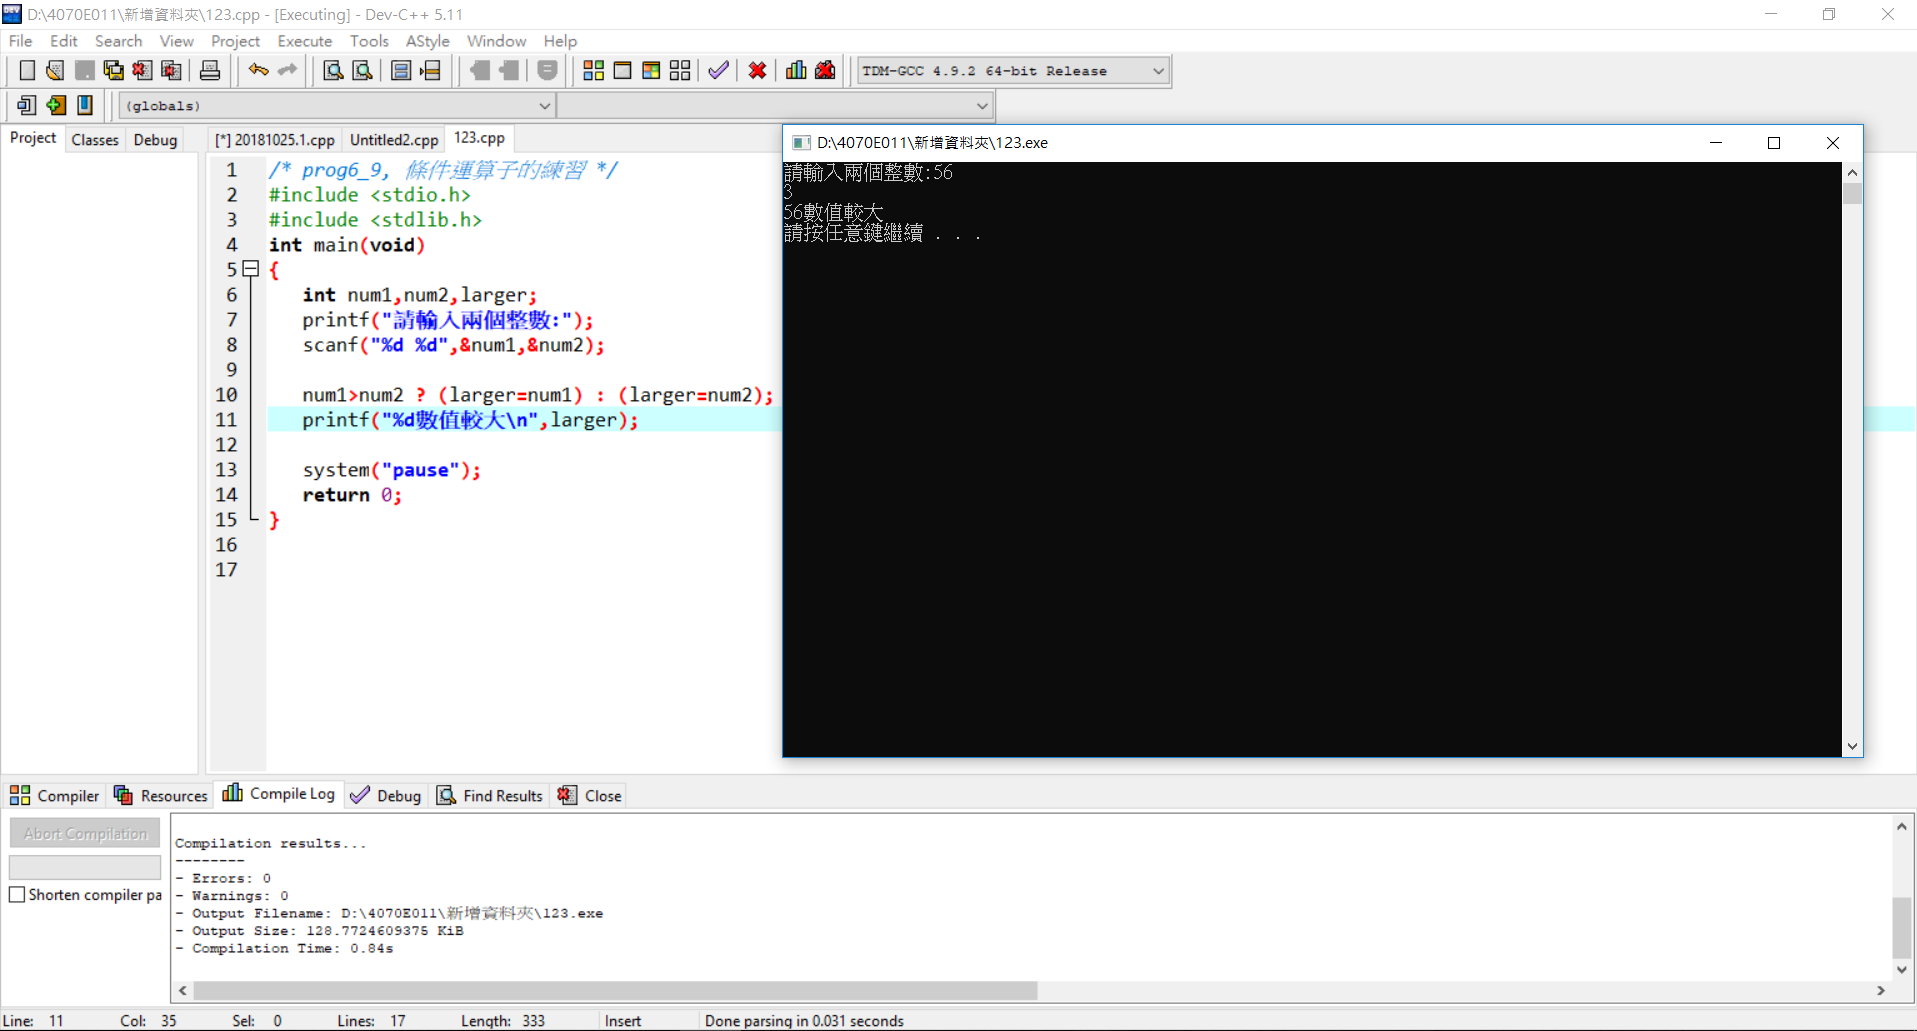 D:\4070E011\新增資料夾\123.cpp - [Executing] - Dev-C++ 5.11
File Edit Search View Project Execute Tools AStyle Window Help
TDM-GCC 4.9.2 64-bit Release
(globals)
Project Classes Debug
[*] 20181025.1.cpp Untitled2.cpp 123.cpp
1 /* prog6_9, 條件運算子的練習 */
2 #include <stdio.h>
3 #include <stdlib.h>
4 int main(void)
5 {
6 int num1,num2,larger;
7 printf("請輸入兩個整數:");
8 scanf("%d %d",&num1,&num2);
9
10 num1>num2 ? (larger=num1) : (larger=num2);
11 printf("%d數值較大\n",larger);
12
13 system("pause");
14 return 0;
15 }
16
17
D:\4070E011\新增資料夾\123.exe
請輸入兩個整數:56
3
56數值較大
請按任意鍵繼續 . . .
Compiler Resources Compile Log Debug Find Results Close
Abort Compilation
Shorten compiler pa
Compilation results...
--------
- Errors: 0
- Warnings: 0
- Output Filename: D:\4070E011\新增資料夾\123.exe
- Output Size: 128.7724609375 KiB
- Compilation Time: 0.84s
Line: 11 Col: 35 Sel: 0 Lines: 17 Length: 333 Insert Done parsing in 0.031 seconds